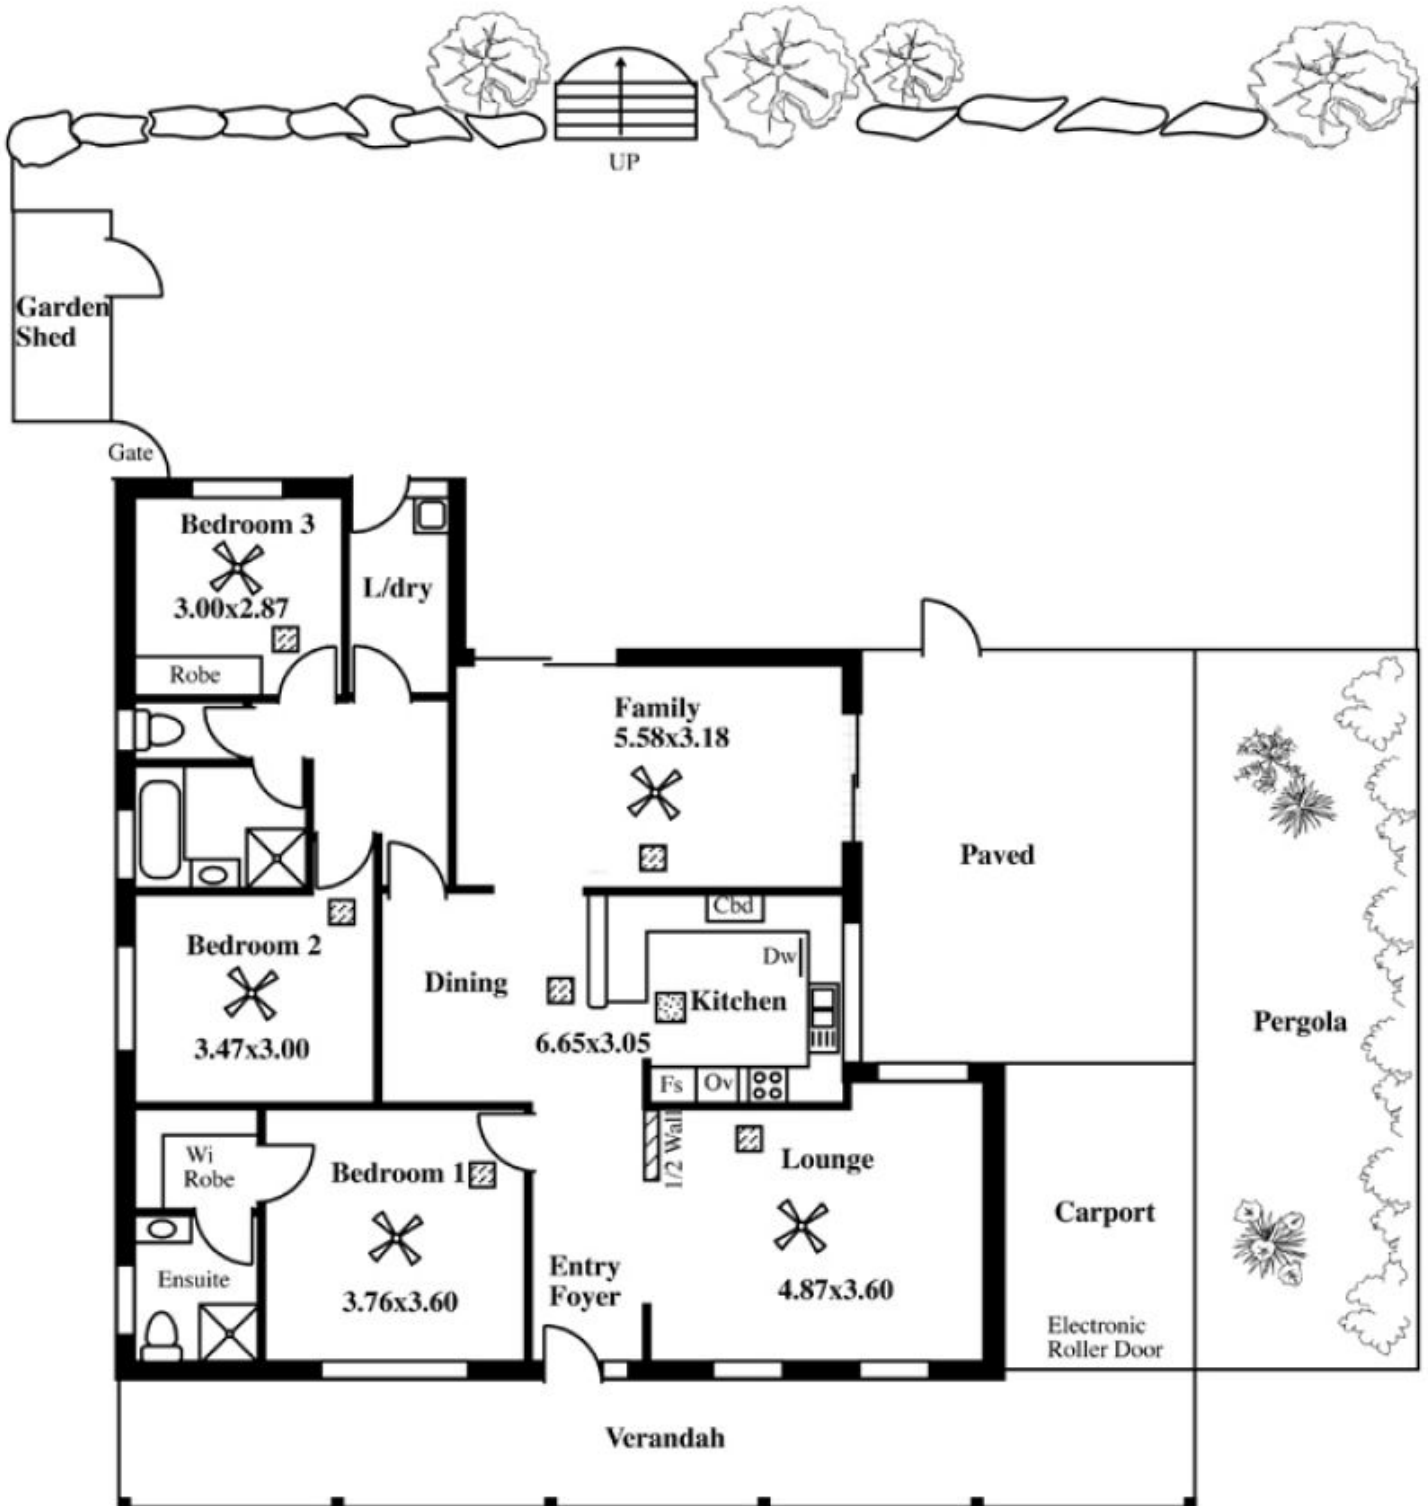 UP
Garden
Shed
Gate
Bedroom 3
3.00x2.87
L/dry
Robe
Family
5.58x3.18
Paved
Cbd
Dw
Kitchen
Bedroom 2
3.47x3.00
Dining
6.65x3.05
Pergola
Fs
Ov
1/2 Wall
Wi
Robe
Bedroom 1
3.76x3.60
Lounge
4.87x3.60
Carport
Ensuite
Entry
Foyer
Electronic
Roller Door
Verandah